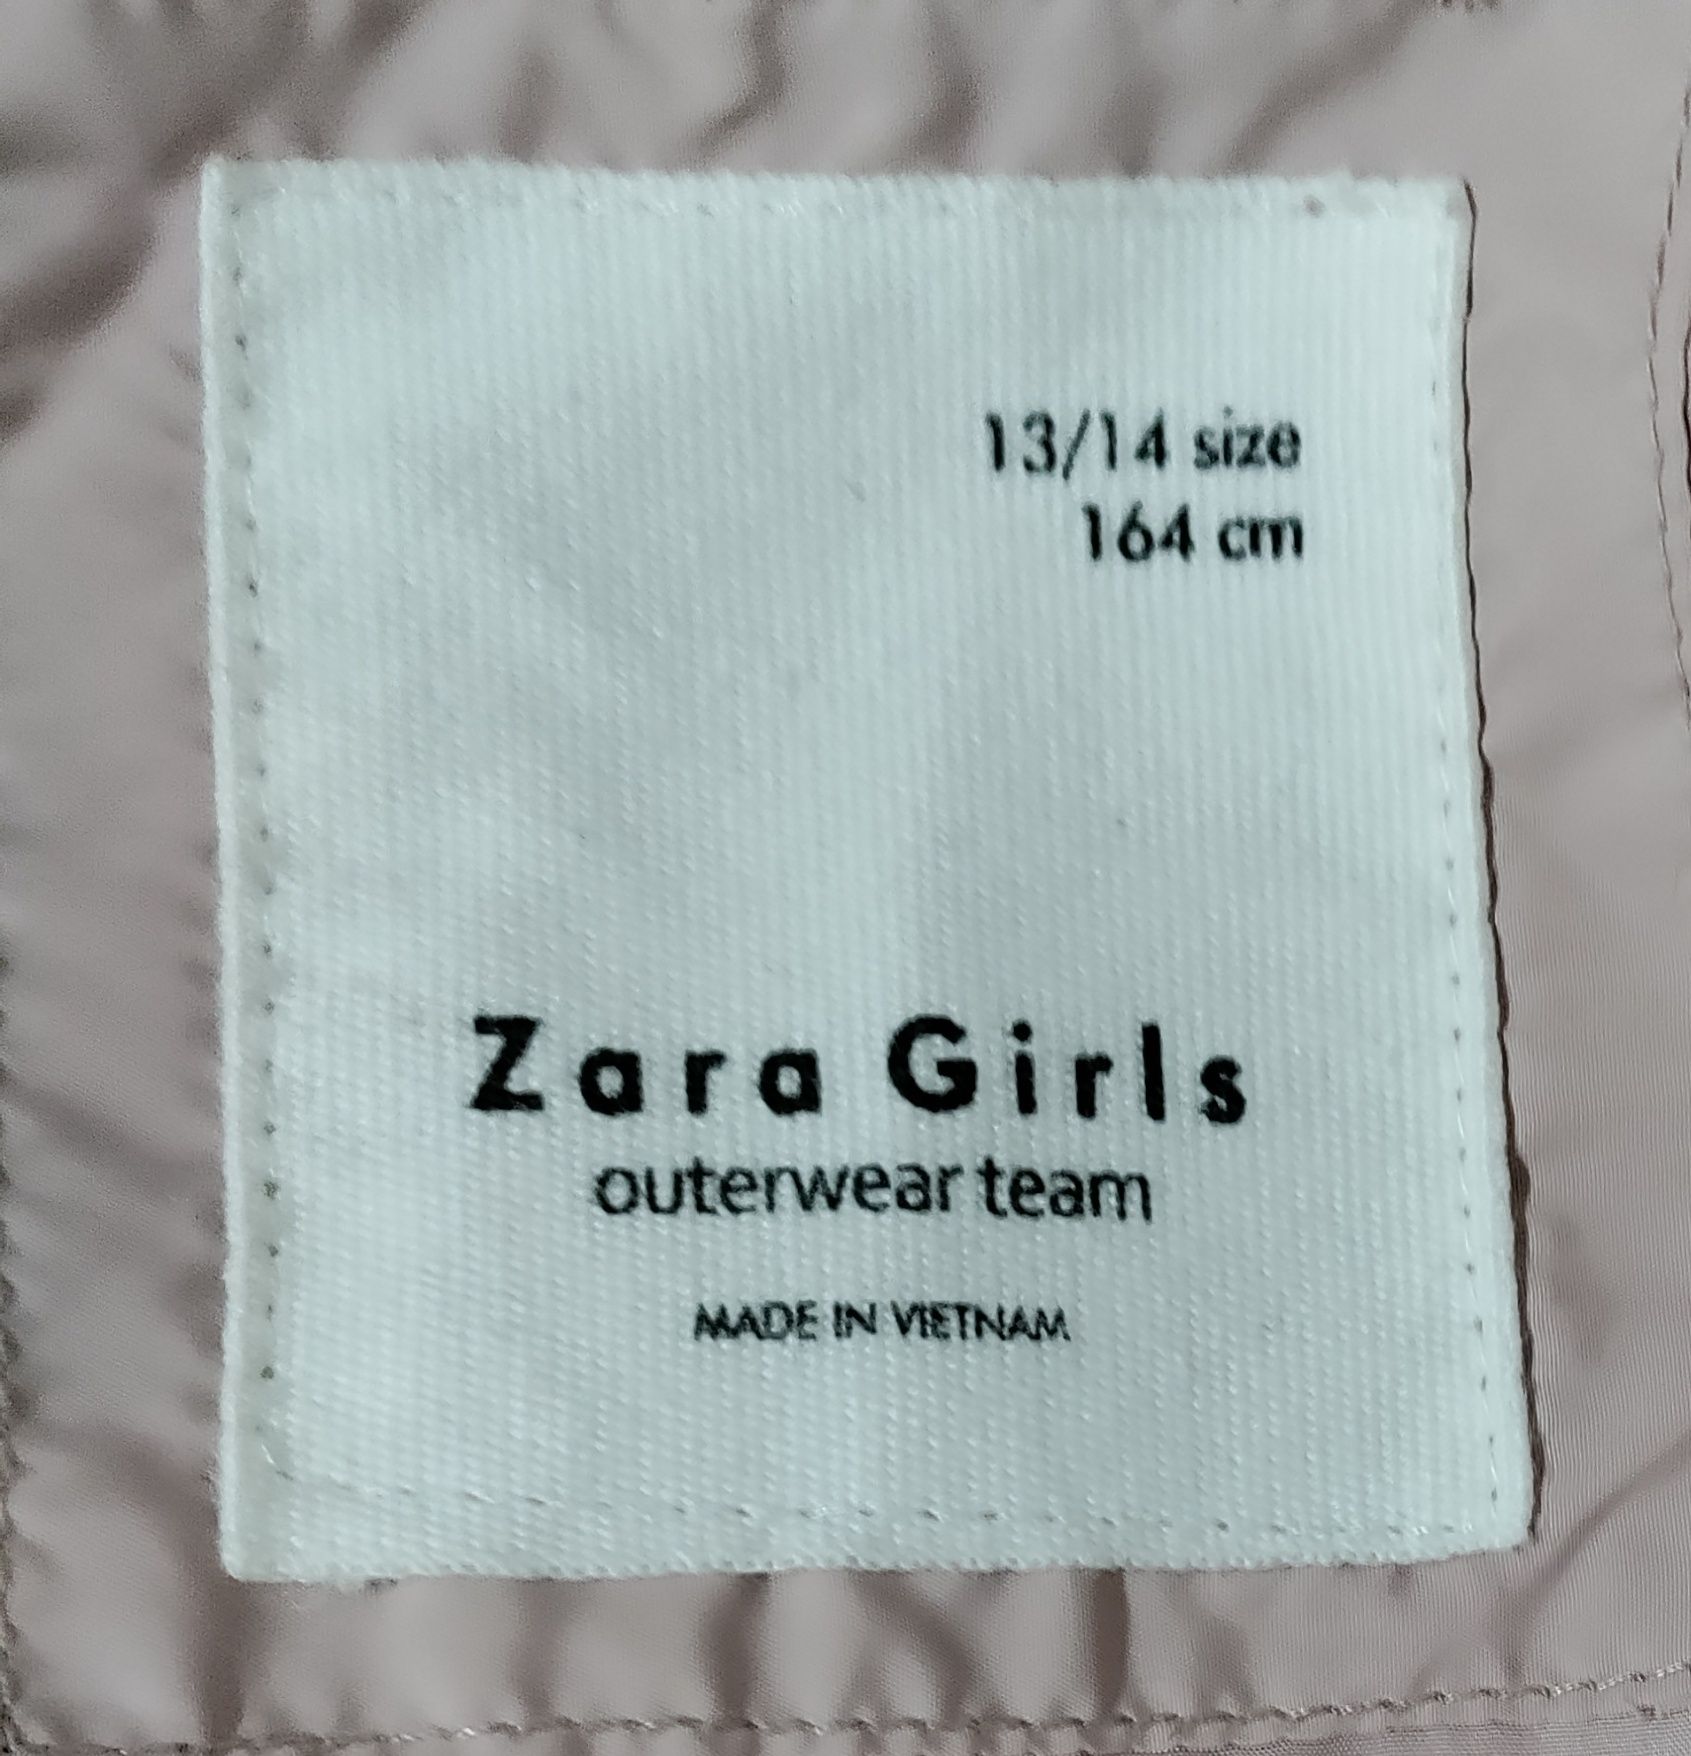 13/14 size
164 cm
Zara Girls
outerwear team
MADE IN VIETNAM